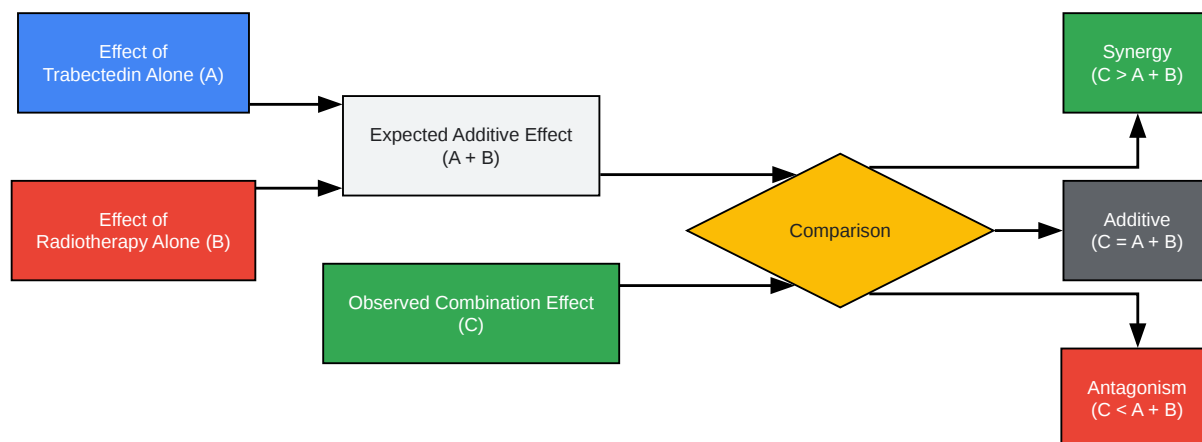 Effect of
Trabectedin Alone (A)
Effect of
Radiotherapy Alone (B)
Expected Additive Effect
(A + B)
Observed Combination Effect
(C)
Comparison
Synergy
(C > A + B)
Additive
(C = A + B)
Antagonism
(C < A + B)